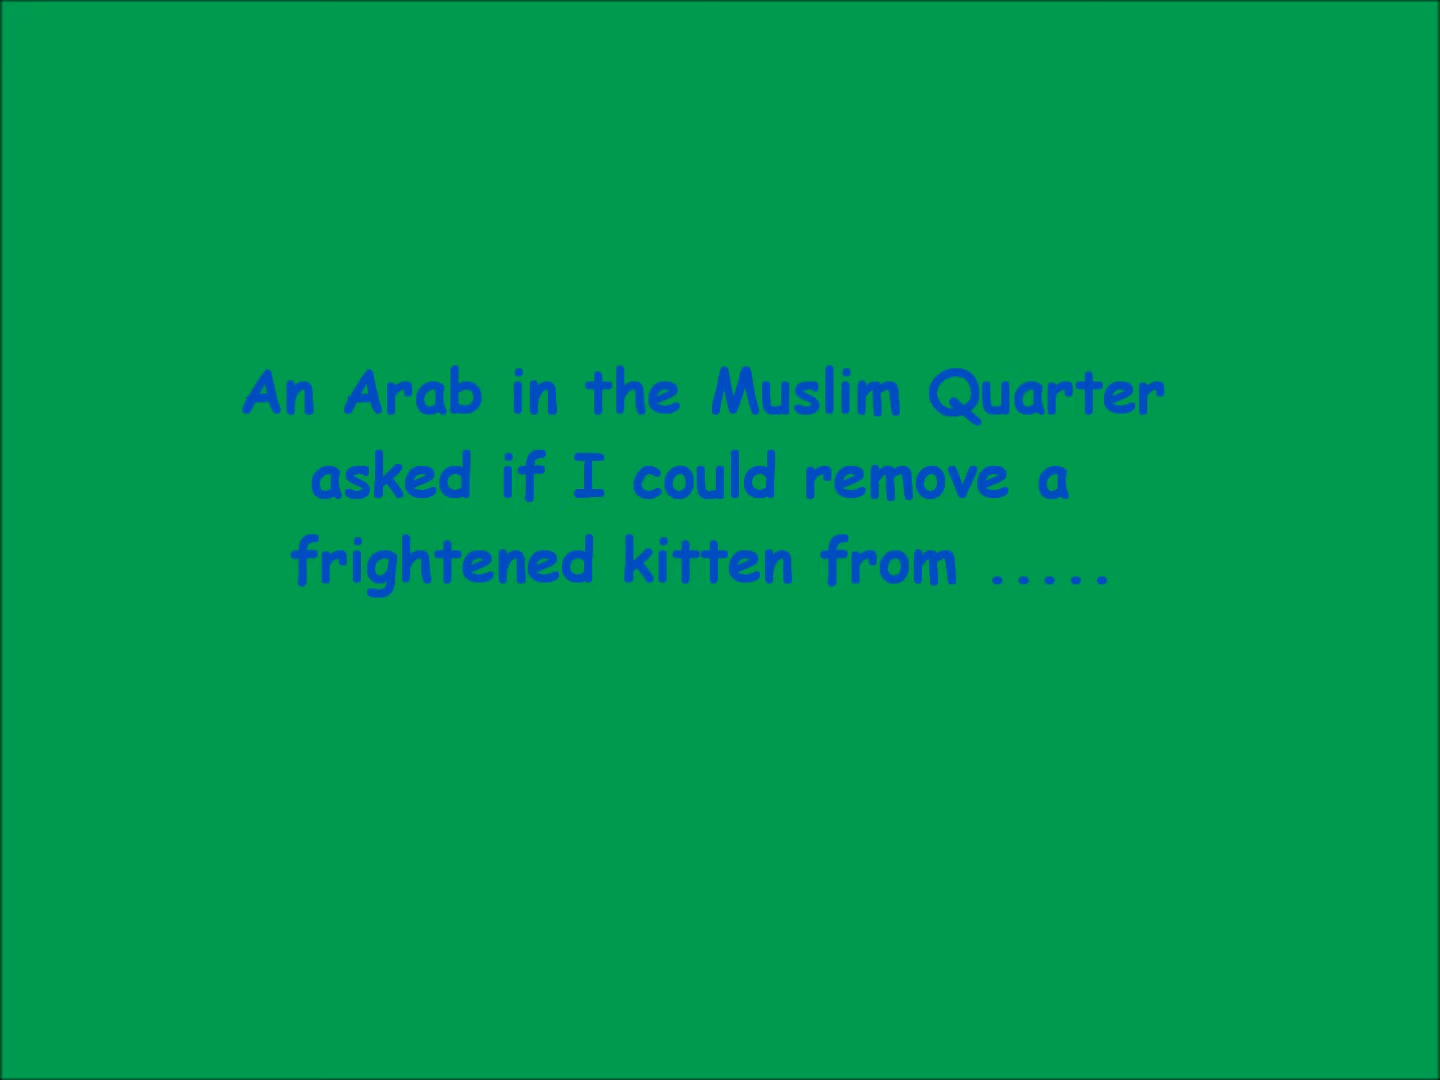 An Arab in the Muslim Quarter
asked if I could remove a
frightened kitten from .....